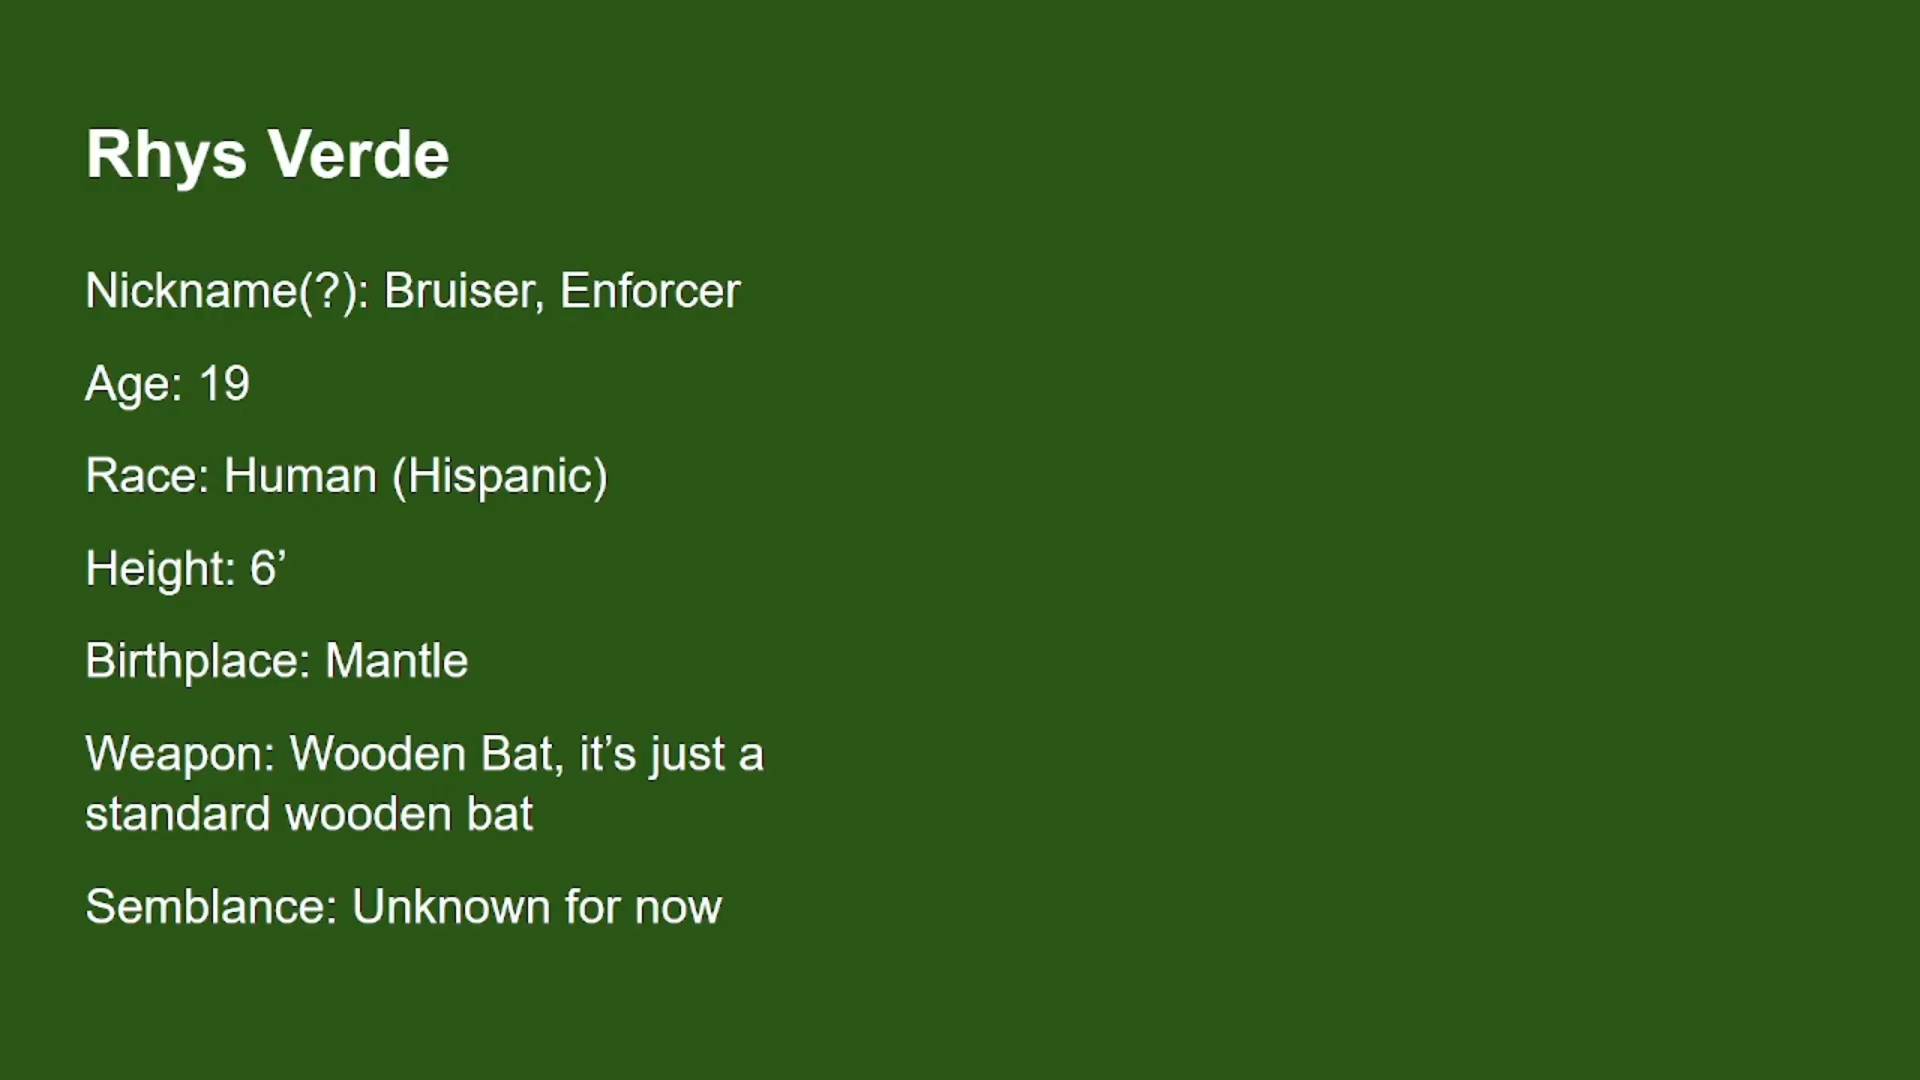 Rhys Verde
Nickname(?): Bruiser, Enforcer
Age: 19
Race: Human (Hispanic)
Height: 6’
Birthplace: Mantle
Weapon: Wooden Bat, it’s just a
standard wooden bat
Semblance: Unknown for now